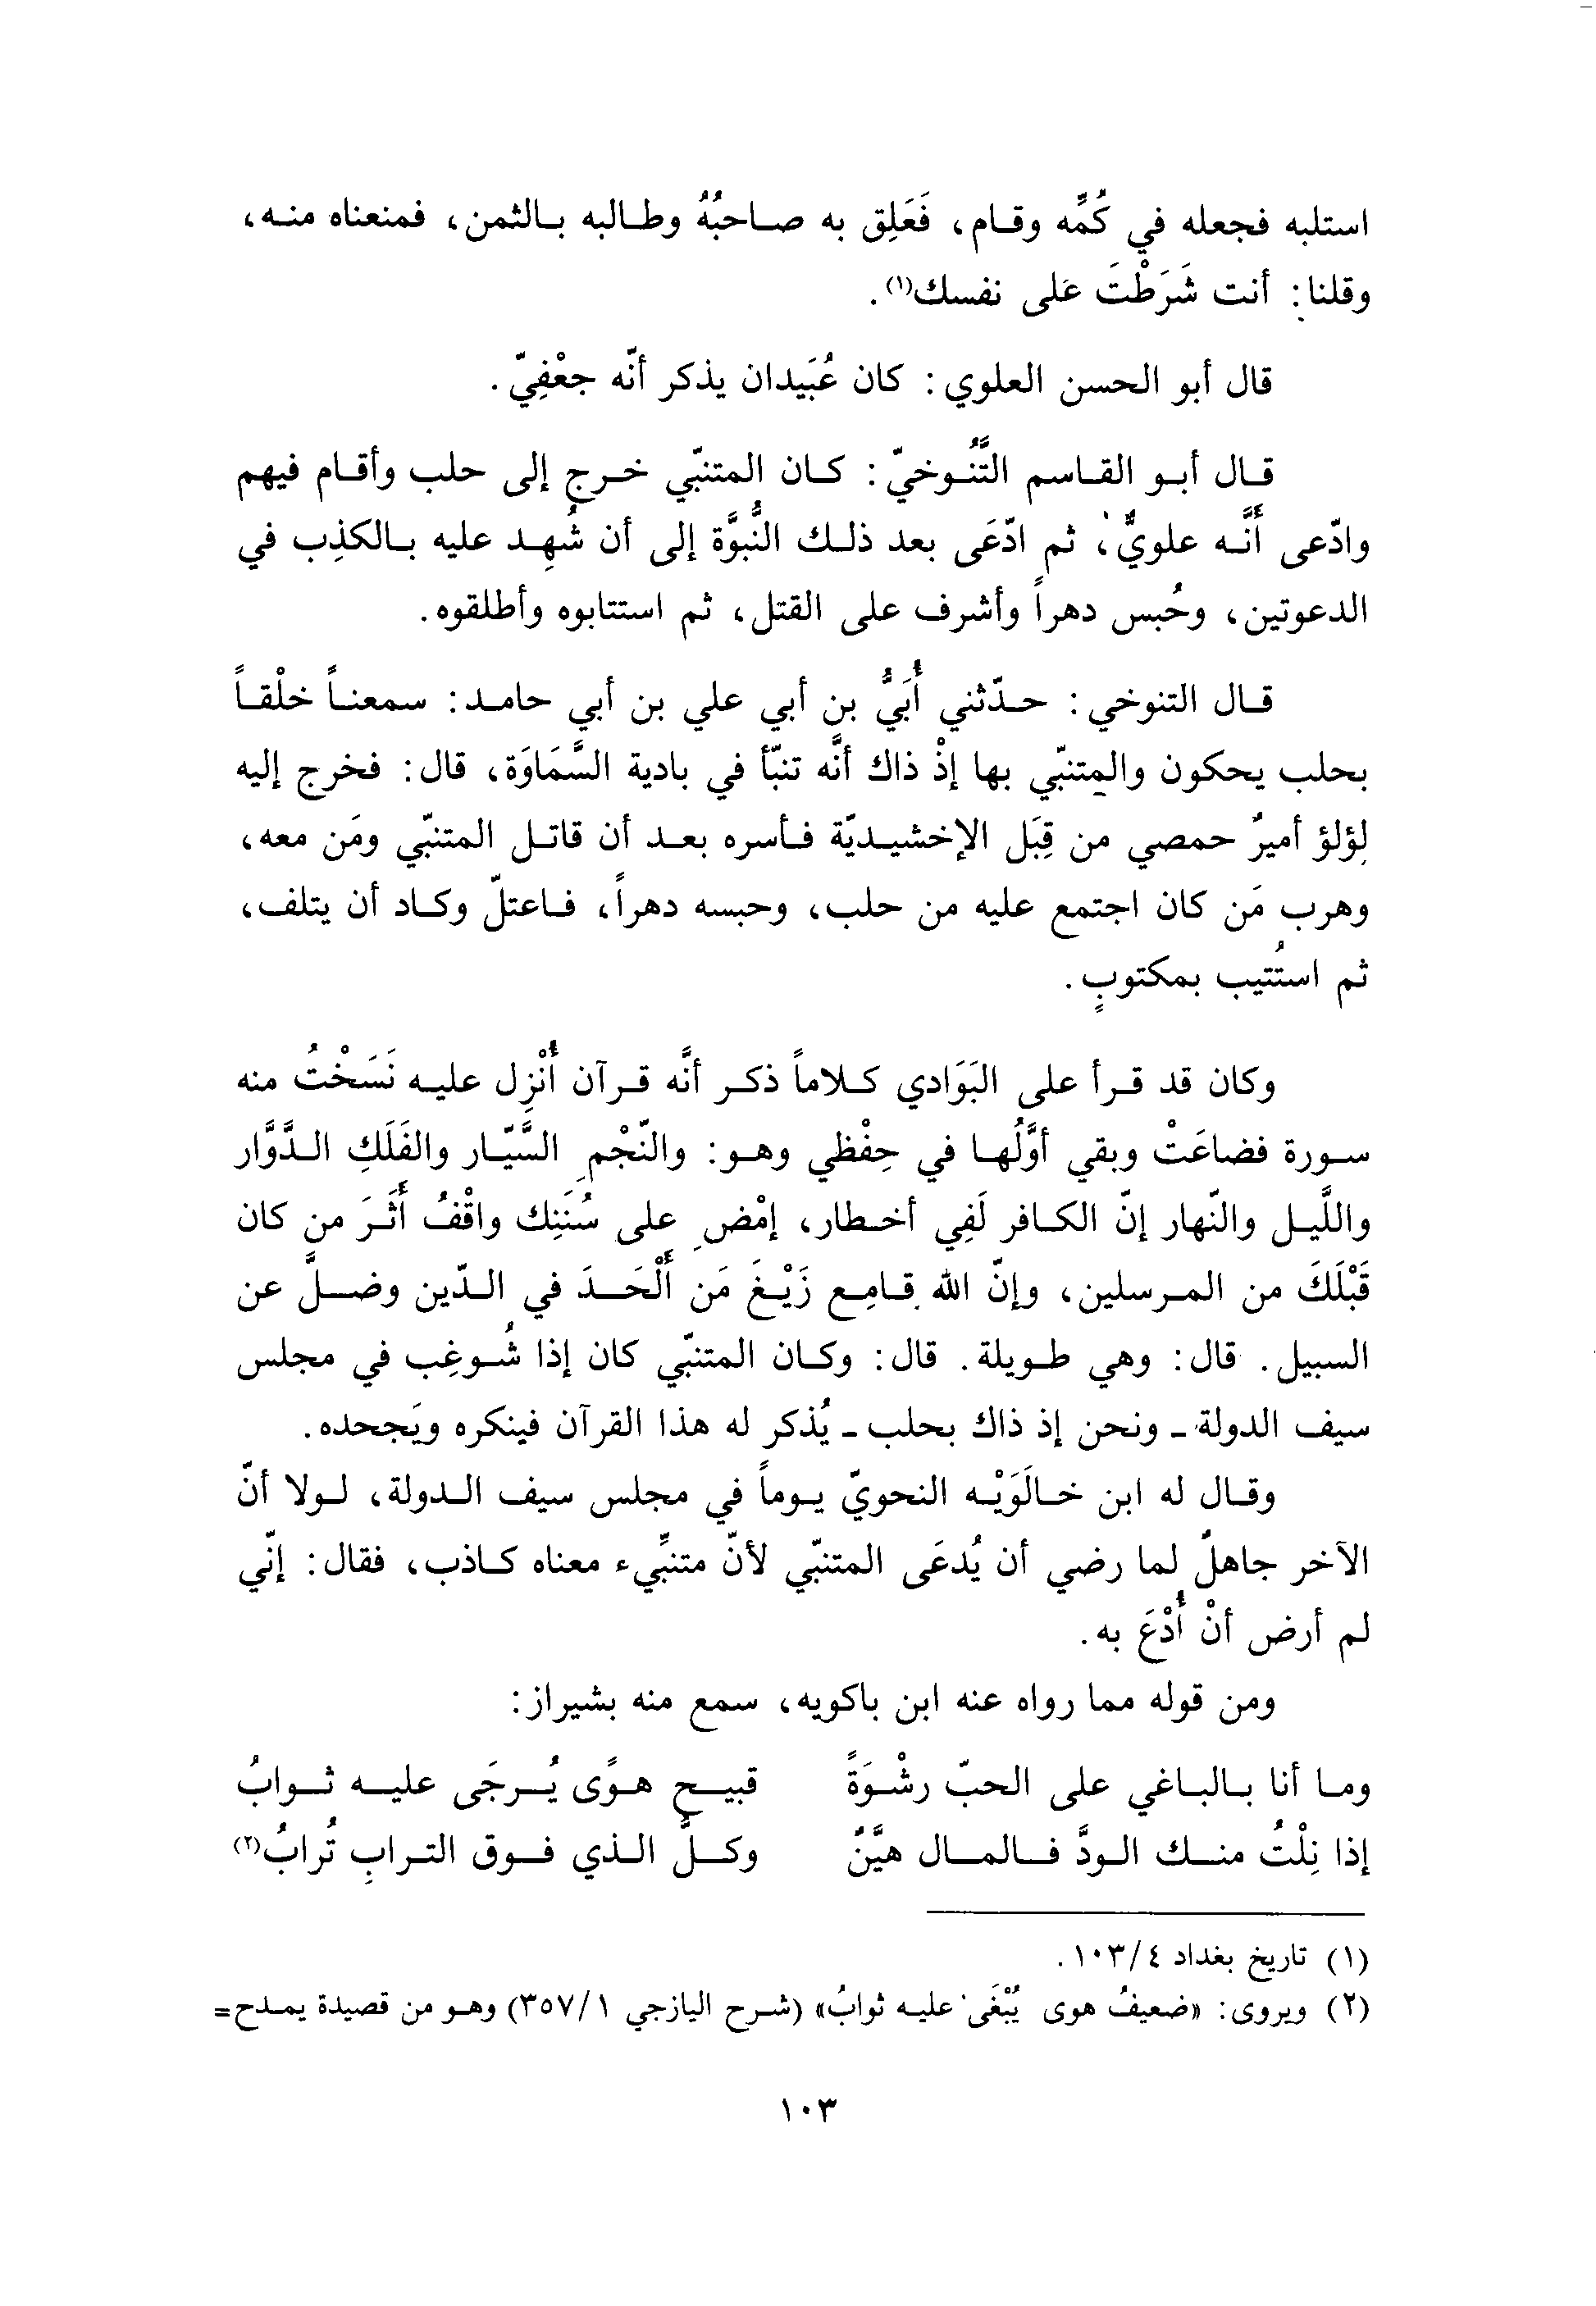 استلبه فجعله في كُمِّه وقام، فَعَلِق به صاحبُهُ وطالبه بالثمن، فمنعناه منه،
وقلنا: أنت شَرَطْتَ عَلى نفسك(١).
قال أبو الحسن العلوي: كان عُبَيدان يذكر أنّه جعْفِيّ.
قال أبو القاسم التَّنُوخيّ: كان المتنبّي خرج إلى حلب وأقام فيهم
وادّعى أَنَّه علويٌّ، ثم ادّعَى بعد ذلك النُّبوَّة إلى أن شُهِد عليه بالكذِب في
الدعوتين، وحُبس دهراً وأشرف على القتل، ثم استتابوه وأطلقوه.
قال التنوخي: حدّثني أُبَيُّ بن أبي علي بن أبي حامد: سمعناً خلْقاً
بحلب يحكون والمتنبّي بها إذْ ذاك أنَّه تنبّأ في بادية السَّمَاوَة، قال: فخرج إليه
لؤلؤ أميرٌ حمصي من قِبَل الإخشيديّة فأسره بعد أن قاتل المتنبّي ومَن معه،
وهرب مَن كان اجتمع عليه من حلب، وحبسه دهراً، فاعتلّ وكاد أن يتلف،
ثم استُتيب بمكتوبٍ.
وكان قد قرأ على البَوَادي كلاماً ذكر أنَّه قرآن أُنْزِل عليه نَسَخْتُ منه
سورة فضاعَتْ وبقي أوَّلُها في حِفْظي وهو: والنّجْمِ السَّيّار والفَلَكِ الدَّوَّار
واللَّيل والنّهار إنّ الكافر لَفِي أخطار، إمْضِ على سُنَنِك واقْفُ أَثَرَ من كان
قَبْلَكَ من المرسلين، وإنّ الله قامِع زَيْغَ مَن أَلْحَدَ في الدّين وضلَّ عن
السبيل. قال: وهي طويلة. قال: وكان المتنبّي كان إذا شُوغِب في مجلس
سيف الدولة - ونحن إذ ذاك بحلب - يُذكر له هذا القرآن فينكره ويَجحده.
وقال له ابن خالَوَيْه النحويّ يوماً في مجلس سيف الدولة، لولا أنّ
الآخر جاهلٌ لما رضي أن يُدعَى المتنبّي لأنّ متنبِّيء معناه كاذب، فقال: إنّي
لم أرض أنْ أُدْعَ به.
ومن قوله مما رواه عنه ابن باكويه، سمع منه بشيراز:
وما أنا بالباغي على الحبّ رشْوَةً قبيح هوًى يُرجَى عليه ثوابُ
إذا نِلْتُ منك الودَّ فالمال هيَّنٌ وكلُّ الذي فوق الترابِ تُرابُ(٢)
(١) تاريخ بغداد ٤/١٠٣.
(٢) ويروى: «ضعيفُ هوى يُبْغَى عليه ثوابُ» (شرح اليازجي ١/٣٥٧) وهو من قصيدة يمدح=
١٠٣